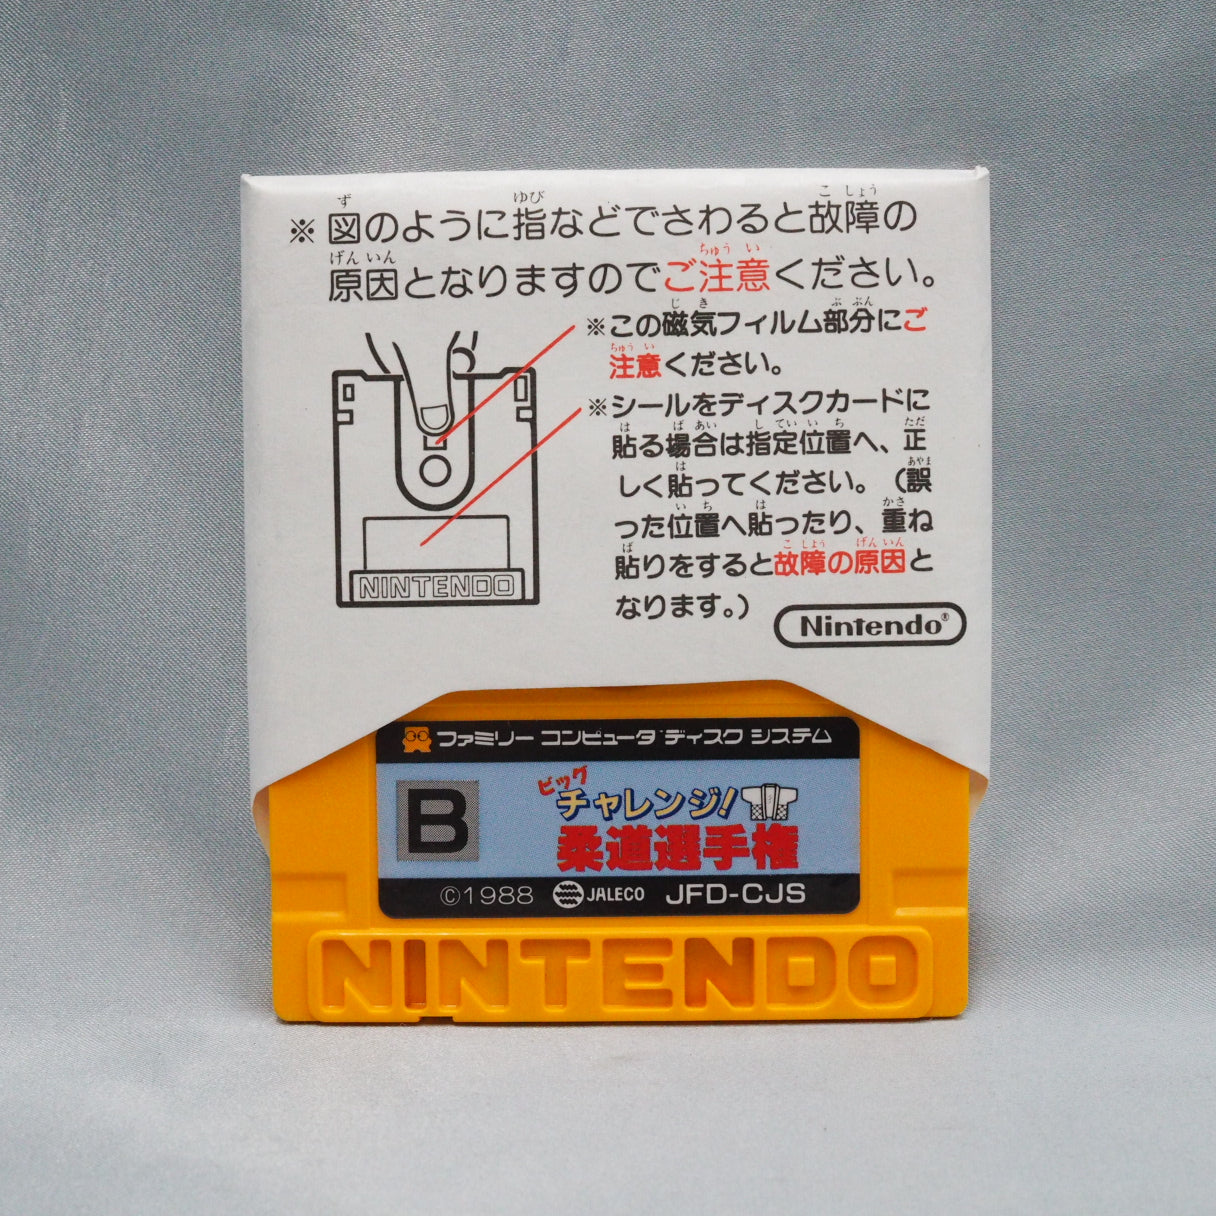 ※図のように指などでさわると故障の
原因となりますのでご注意ください。
※この磁気フィルム部分にご
注意ください。
※シールをディスクカードに
貼る場合は指定位置へ、正
しく貼ってください。(誤
った位置へ貼ったり、重ね
貼りをすると故障の原因と
なります。)
NINTENDO
Nintendo®
ファミリー コンピュータ ディスク システム
B
ビッグ
チャレンジ!
柔道選手権
©1988 JALECO JFD-CJS
NINTENDO